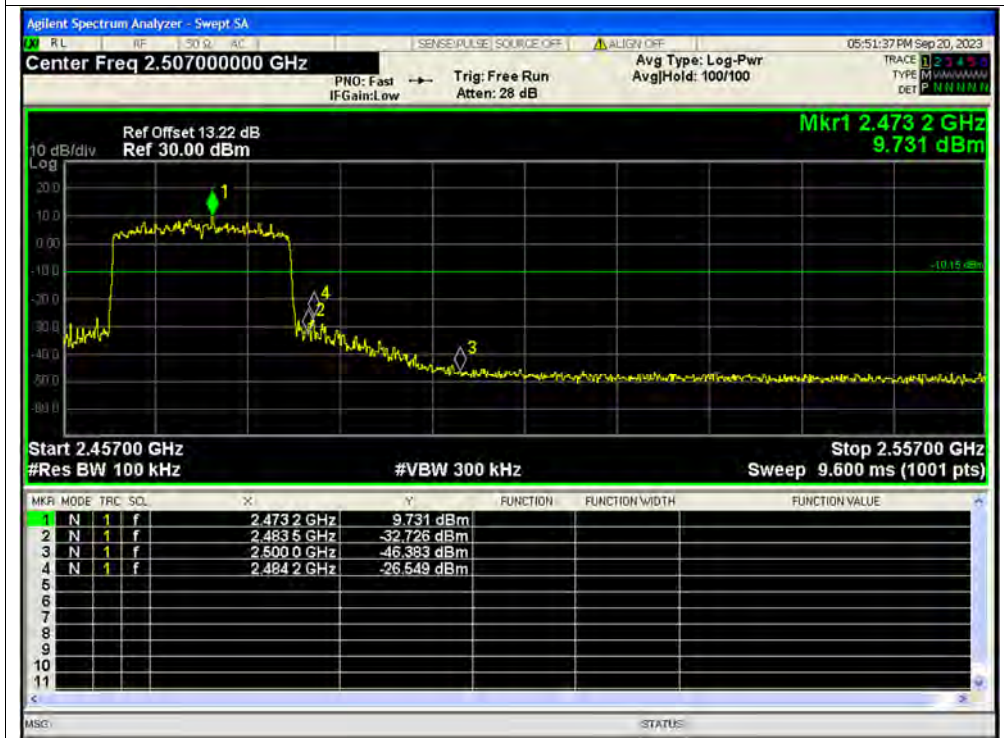 Agilent Spectrum Analyzer - Swept SA
RL RF 50 Ω AC SENSE:PULSE SOURCE OFF ALIGN OFF 05:51:37 PM Sep 20, 2023
Center Freq 2.507000000 GHz
PNO: Fast
IFGain:Low
Trig: Free Run
Atten: 28 dB
Avg Type: Log-Pwr
Avg|Hold: 100/100
TRACE 1 2 3 4 5 6
TYPE M W W W W W
DET P N N N N N
Mkr1 2.473 2 GHz
9.731 dBm
Ref Offset 13.22 dB
10 dB/div Ref 30.00 dBm
Log
20.0
10.0
0.00
-10.0
-20.0
-30.0
-40.0
-50.0
-60.0
1
4
2
3
-10.15 dBm
Start 2.45700 GHz Stop 2.55700 GHz
#Res BW 100 kHz #VBW 300 kHz Sweep 9.600 ms (1001 pts)
MKR MODE TRC SCL X Y FUNCTION FUNCTION WIDTH FUNCTION VALUE
1 N 1 f 2.473 2 GHz 9.731 dBm
2 N 1 f 2.483 5 GHz -32.726 dBm
3 N 1 f 2.500 0 GHz -46.383 dBm
4 N 1 f 2.484 2 GHz -26.549 dBm
5
6
7
8
9
10
11
MSG STATUS